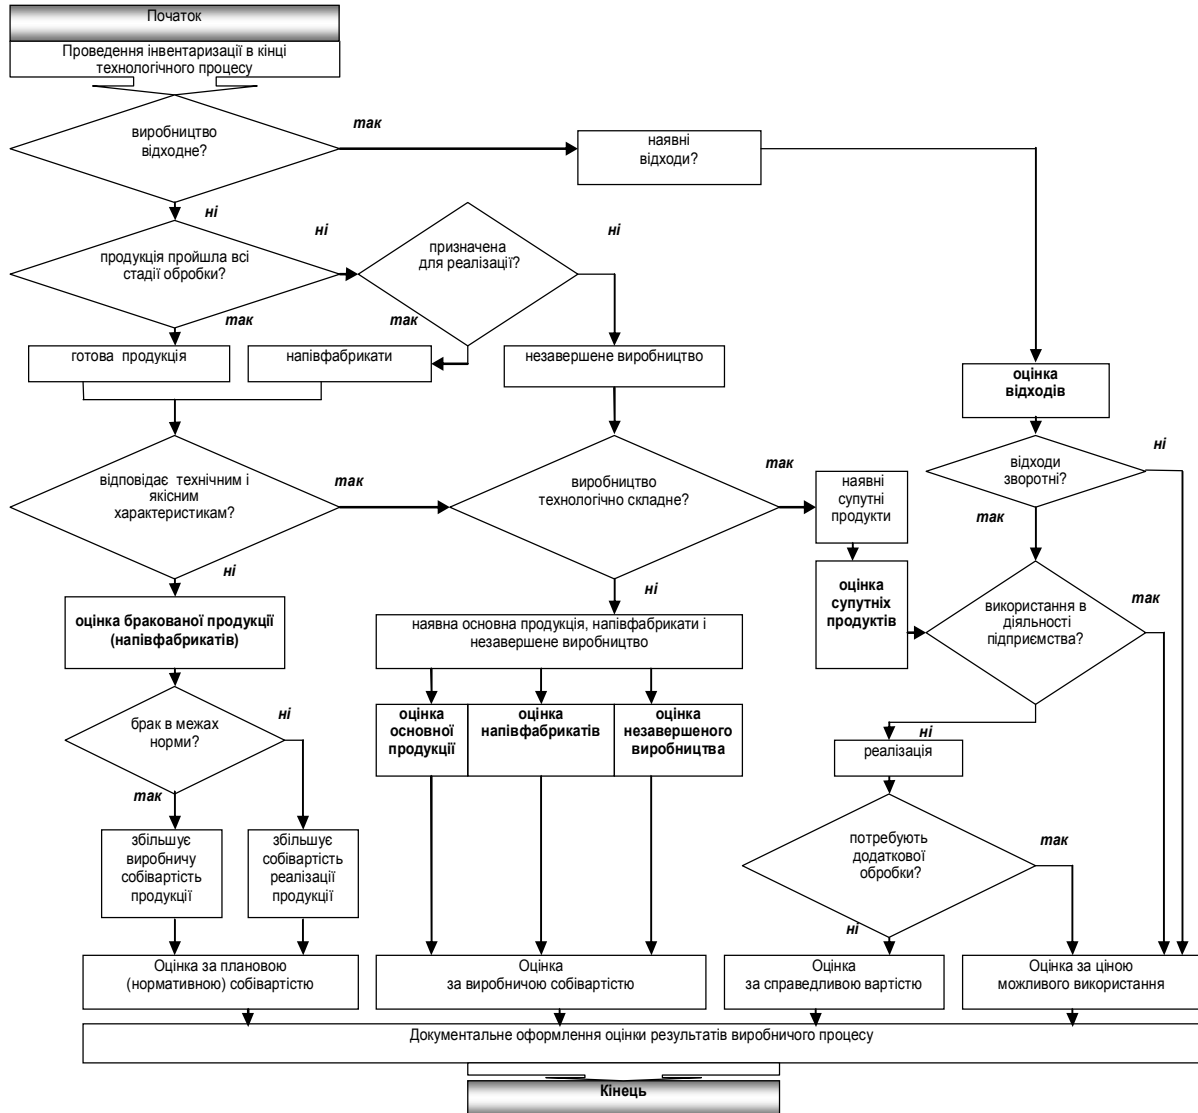 Початок
Проведення інвентаризації в кінці
технологічного процесу
виробництво
відходне?
так
наявні
відходи?
ні
продукція пройшла всі
стадії обробки?
ні
призначена
для реалізації?
ні
так
так
готова продукція
напівфабрикати
незавершене виробництво
оцінка
відходів
відповідає технічним і
якісним
характеристикам?
так
виробництво
технологічно складне?
так
наявні
супутні
продукти
відходи
зворотні?
ні
так
ні
ні
оцінка бракованої продукції
(напівфабрикатів)
наявна основна продукція, напівфабрикати і
незавершене виробництво
оцінка
супутніх
продуктів
використання в
діяльності
підприємства?
так
ні
брак в межах
норми?
ні
так
оцінка
основної
продукції
оцінка
напівфабрикатів
оцінка
незавершеного
виробництва
реалізація
збільшує
виробничу
собівартість
продукції
збільшує
собівартість
реалізації
продукції
потребують
додаткової
обробки?
так
ні
Оцінка за плановою
(нормативною) собівартістю
Оцінка
за виробничою собівартістю
Оцінка
за справедливою вартістю
Оцінка за ціною
можливого використання
Документальне оформлення оцінки результатів виробничого процесу
Кінець